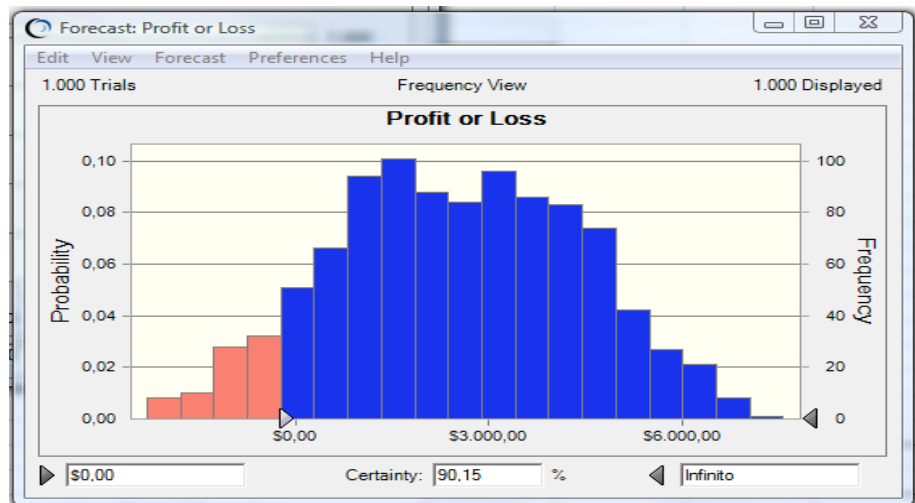 Forecast: Profit or Loss
Edit View Forecast Preferences Help
1.000 Trials Frequency View 1.000 Displayed
Profit or Loss
0,10 100
0,08 80
0,06 60
0,04 40
0,02 20
0,00 0
Probability
Frequency
$0,00 $3.000,00 $6.000,00
$0,00 Certainty: 90,15 % Infinito